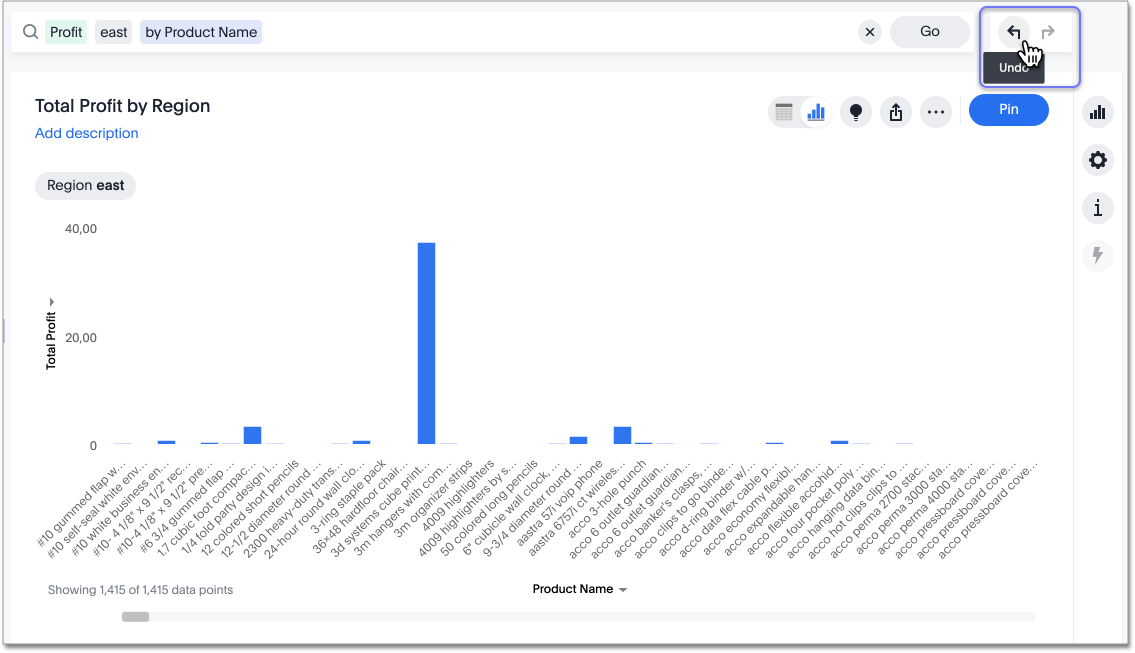 Profit east by Product Name
Go
Undo
Total Profit by Region
Add description
Pin
Region east
40,00
20,00
0
Total Profit
#10 gummed flap w...
#10 self-seal white env...
#10 white business en...
#10- 4 1/8" x 9 1/2" rec...
#10-4 1/8" x 9 1/2" pre...
#6 3/4 gummed flap ...
17 cubic foot compac...
1/4 fold party design i...
12 colored short pencils
12-1/2 diameter round ...
2300 heavy-duty trans...
24-hour round wall clo...
3-ring staple pack
36x48 hardfloor chair...
3d systems cube print...
3m hangers with com...
3m organizer strips
4009 highlighters
4009 highlighters by s...
50 colored long pencils
6" cubicle wall clock, ...
9-3/4 diameter round ...
aastra 57i voip phone
aastra 6757i ct wireles...
acco 3-hole punch
acco 6 outlet guardian...
acco 6 outlet guardian...
acco banker's clasps, ...
acco clips to go binde...
acco d-ring binder w/...
acco data flex cable p...
acco economy flexibl...
acco expandable han...
acco flexible accohid...
acco four pocket poly ...
acco hanging data bin...
acco hot clips clips to ...
acco perma 2700 stac...
acco perma 3000 sta...
acco perma 4000 sta...
acco pressboard cove...
acco pressboard cove...
acco pressboard cove...
Product Name
Showing 1,415 of 1,415 data points